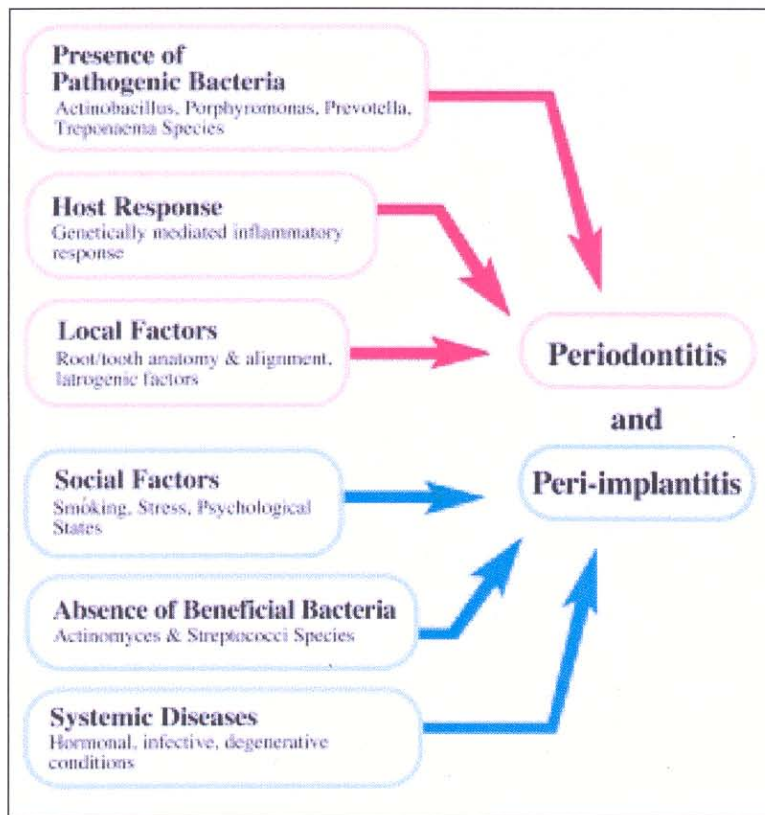 Presence of
Pathogenic Bacteria
Actinobacillus, Porphyromonas, Prevotella,
Treponaema Species
Host Response
Genetically mediated inflammatory
response
Local Factors
Root/tooth anatomy & alignment,
Iatrogenic factors
Social Factors
Smoking, Stress, Psychological
States
Absence of Beneficial Bacteria
Actinomyces & Streptococci Species
Systemic Diseases
Hormonal, infective, degenerative
conditions
Periodontitis
and
Peri-implantitis